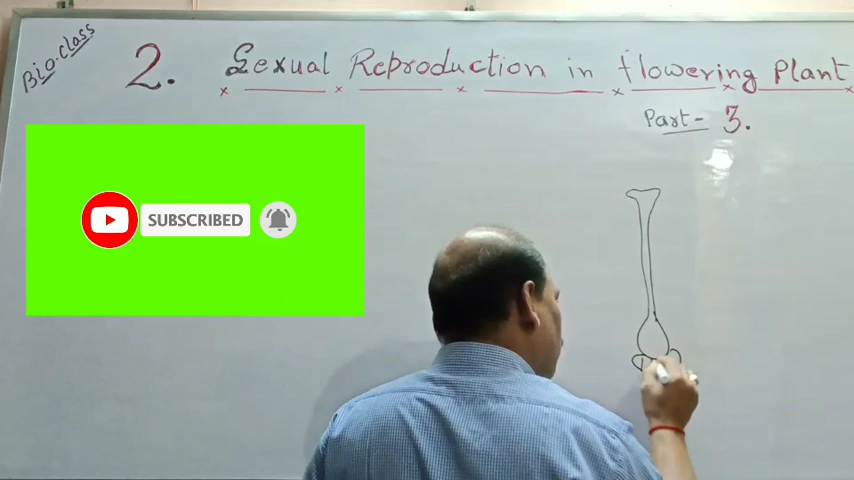 Bio.Class
2. Sexual Reproduction in flowering Plant
Part- 3.
SUBSCRIBED